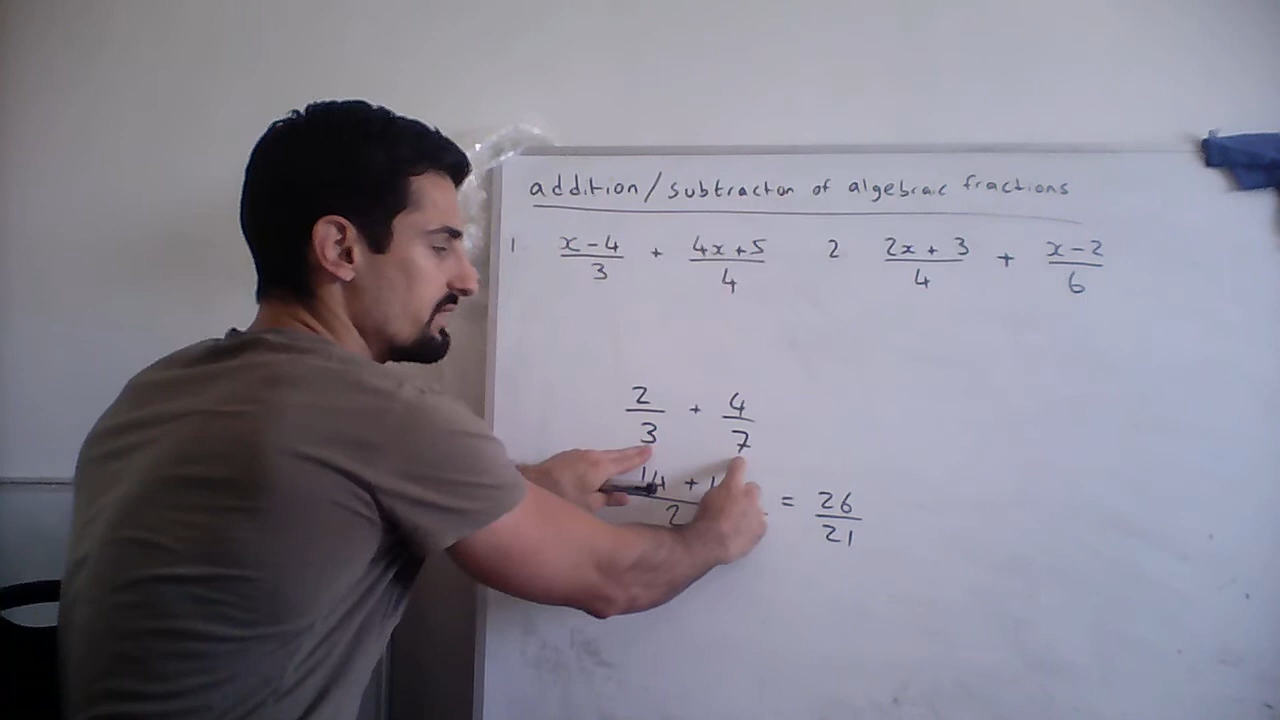 addition/subtraction of algebraic fractions
1 x-4/3 + 4x+5/4 2 2x+3/4 + x-2/6
2/3 + 4/7
14 + 1 / 2 = 26/21